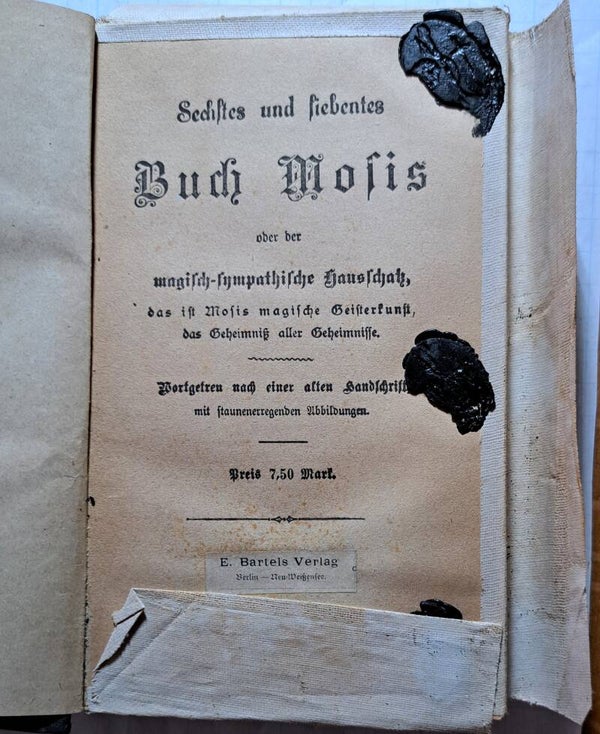 Sechstes und siebentes
Buch Mosis
oder der
magisch-sympathische Hausschatz,
das ist Mosis magische Geisterkunst,
das Geheimniß aller Geheimnisse.
Wortgetreu nach einer alten Handschrift
mit staunenerregenden Abbildungen.
Preis 7,50 Mark.
E. Bartels Verlag
Berlin — Neu-Weißensee.